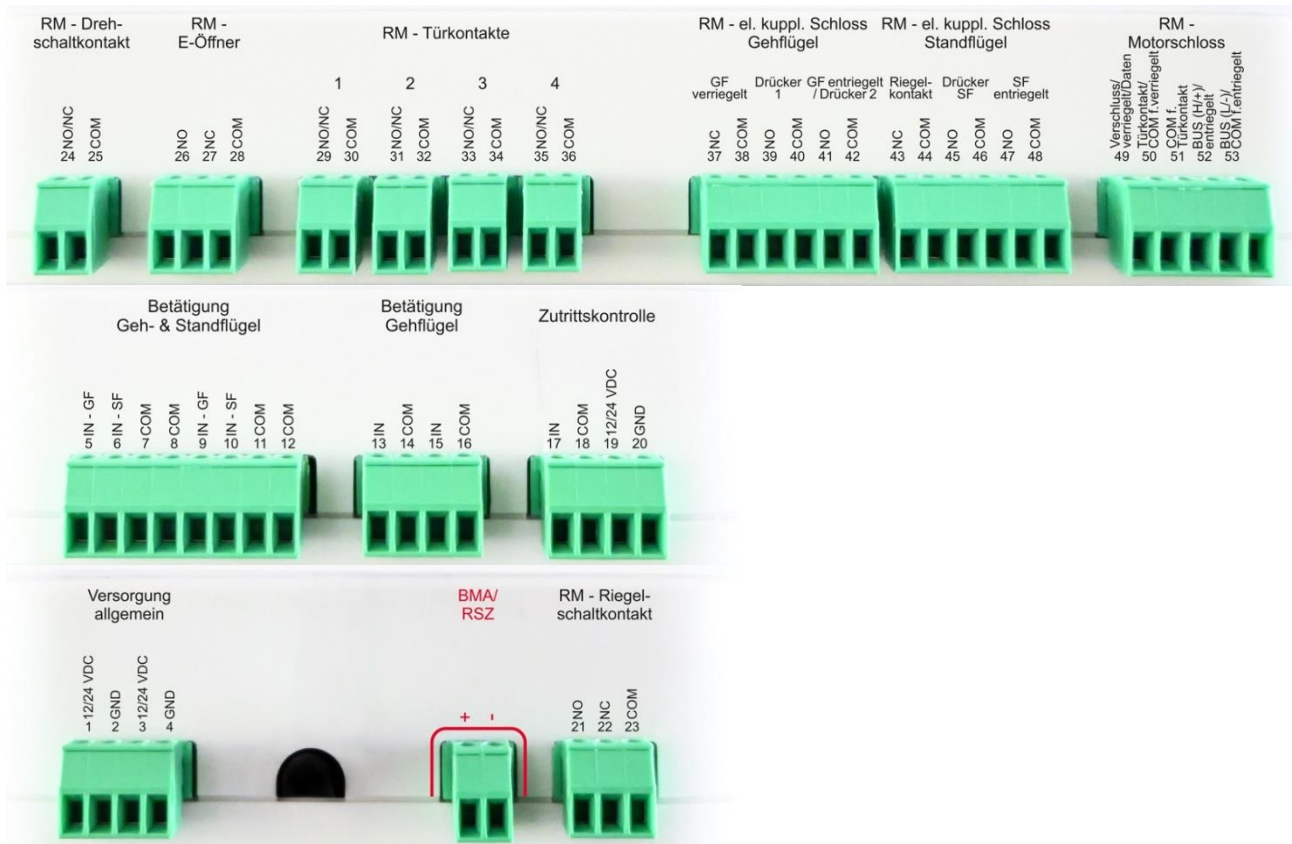 RM - Dreh-
schaltkontakt
RM -
E-Öffner
RM - Türkontakte
RM - el. kuppl. Schloss
Gehflügel
RM - el. kuppl. Schloss
Standflügel
RM -
Motorschloss
1
2
3
4
GF
verriegelt
Drücker
1
GF entriegelt
/ Drücker 2
Riegel-
kontakt
Drücker
SF
SF
entriegelt
24 NO/NC
25 COM
26 NO
27 NC
28 COM
29 NO/NC
30 COM
31 NO/NC
32 COM
33 NO/NC
34 COM
35 NO/NC
36 COM
37 NC
38 COM
39 NO
40 COM
41 NO
42 COM
43 NC
44 COM
45 NO
46 COM
47 NO
48 COM
49 Verschluss/
verriegelt/Daten
50 Türkontakt/
COM f.verriegelt
51 COM f.
Türkontakt
52 BUS (H/+)/
entriegelt
53 BUS (L/-)/
COM f.entriegelt
Betätigung
Geh- & Standflügel
Betätigung
Gehflügel
Zutrittskontrolle
5 IN - GF
6 IN - SF
7 COM
8 COM
9 IN - GF
10 IN - SF
11 COM
12 COM
13 IN
14 COM
15 IN
16 COM
17 IN
18 COM
19 12/24 VDC
20 GND
Versorgung
allgemein
BMA/
RSZ
RM - Riegel-
schaltkontakt
1 12/24 VDC
2 GND
3 12/24 VDC
4 GND
+
-
21 NO
22 NC
23 COM